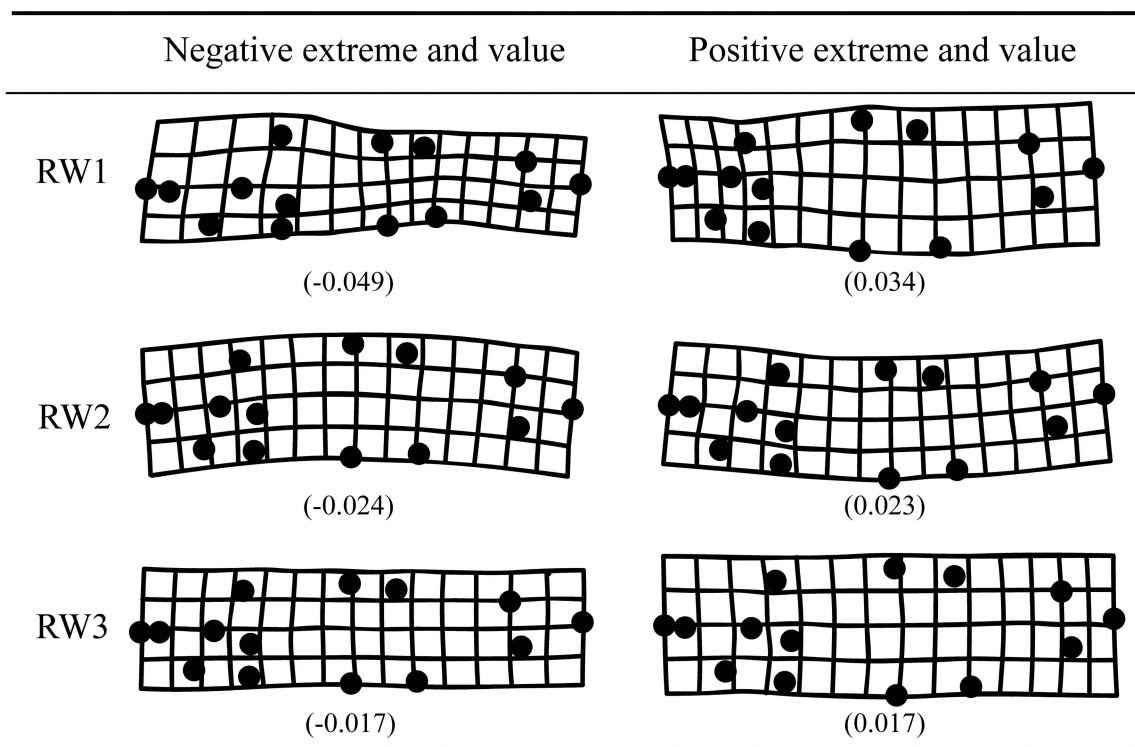 Negative extreme and value Positive extreme and value
RW1
(-0.049) (0.034)
RW2
(-0.024) (0.023)
RW3
(-0.017) (0.017)